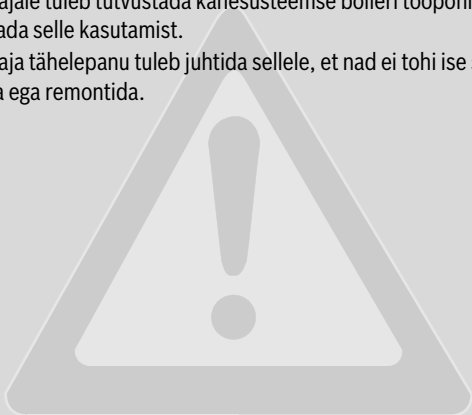 ajale tuleb tutvustada kahesüsteemse boileri tööpõhi
ada selle kasutamist.
aja tähelepanu tuleb juhtida sellele, et nad ei tohi ise
a ega remontida.